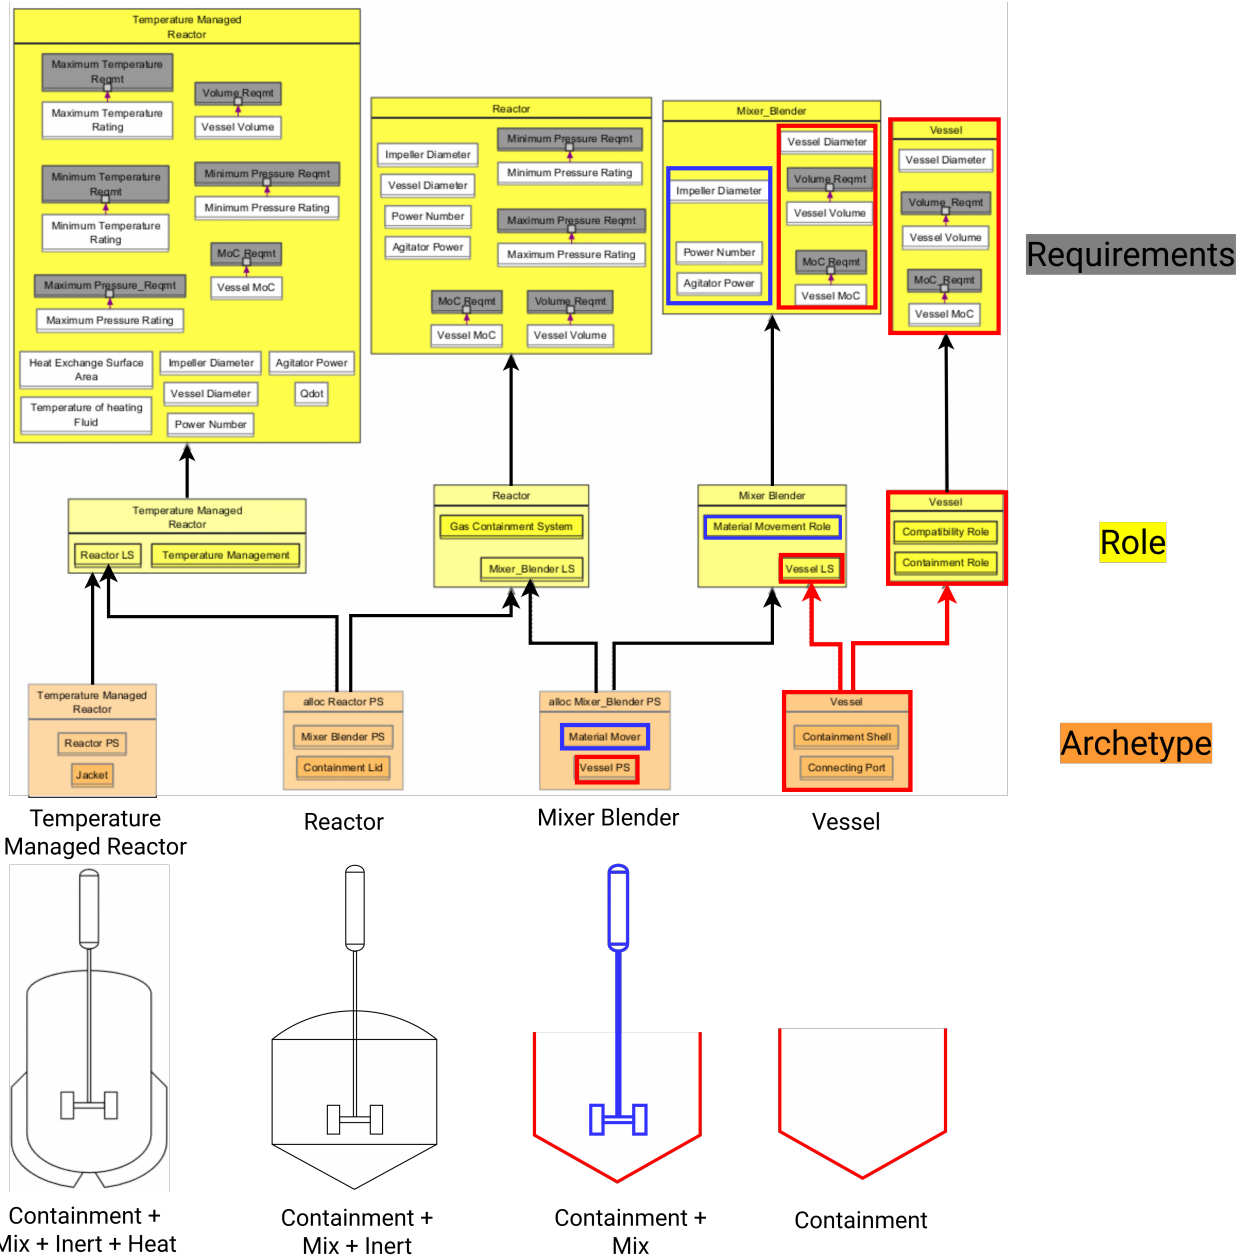 Temperature Managed
Reactor
Maximum Temperature
Reqmt
Maximum Temperature
Rating
Volume Reqmt
Vessel Volume
Minimum Temperature
Reqmt
Minimum Temperature
Rating
Minimum Pressure Reqmt
Minimum Pressure Rating
MoC Reqmt
Vessel MoC
Maximum Pressure_Reqmt
Maximum Pressure Rating
Heat Exchange Surface
Area
Impeller Diameter
Agitator Power
Temperature of heating
Fluid
Vessel Diameter
Qdot
Power Number
Reactor
Impeller Diameter
Vessel Diameter
Power Number
Agitator Power
Minimum Pressure Reqmt
Minimum Pressure Rating
Maximum Pressure Reqmt
Maximum Pressure Rating
MoC Reqmt
Vessel MoC
Volume Reqmt
Vessel Volume
Mixer_Blender
Impeller Diameter
Power Number
Agitator Power
Vessel Diameter
Volume Reqmt
Vessel Volume
MoC Reqmt
Vessel MoC
Vessel
Vessel Diameter
Volume_Reqmt
Vessel Volume
MoC_Reqmt
Vessel MoC
Requirements
Temperature Managed
Reactor
Reactor LS
Temperature Management
Reactor
Gas Containment System
Mixer_Blender LS
Mixer Blender
Material Movement Role
Vessel LS
Vessel
Compatibility Role
Containment Role
Role
Temperature Managed
Reactor
Reactor PS
Jacket
alloc Reactor PS
Mixer Blender PS
Containment Lid
alloc Mixer_Blender PS
Material Mover
Vessel PS
Vessel
Containment Shell
Connecting Port
Archetype
Temperature
Managed Reactor
Reactor
Mixer Blender
Vessel
Containment +
Mix + Inert + Heat
Containment +
Mix + Inert
Containment +
Mix
Containment